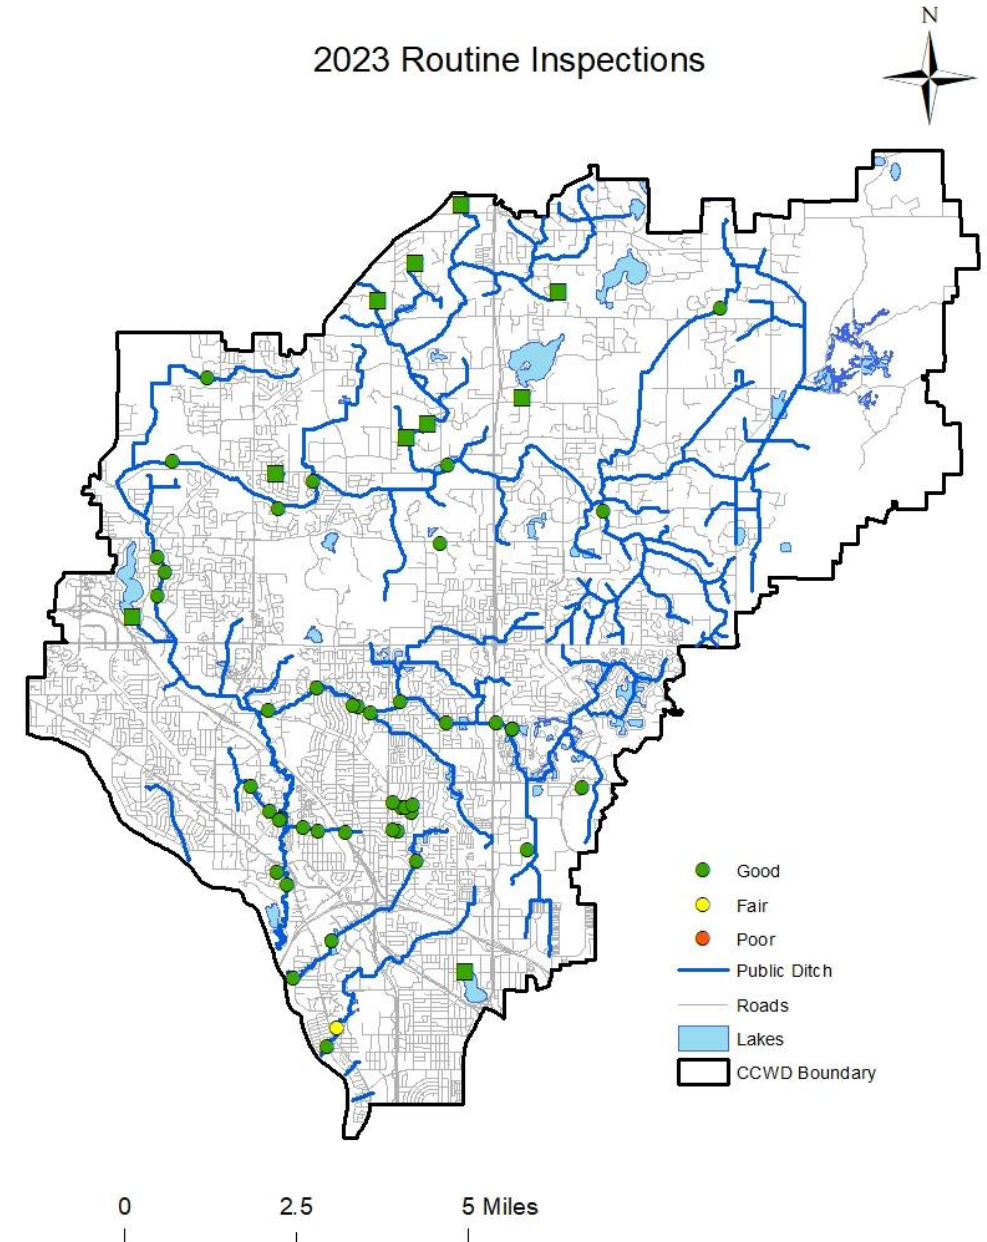 N
2023 Routine Inspections
Good
Fair
Poor
Public Ditch
Roads
Lakes
CCWD Boundary
0 2.5 5 Miles